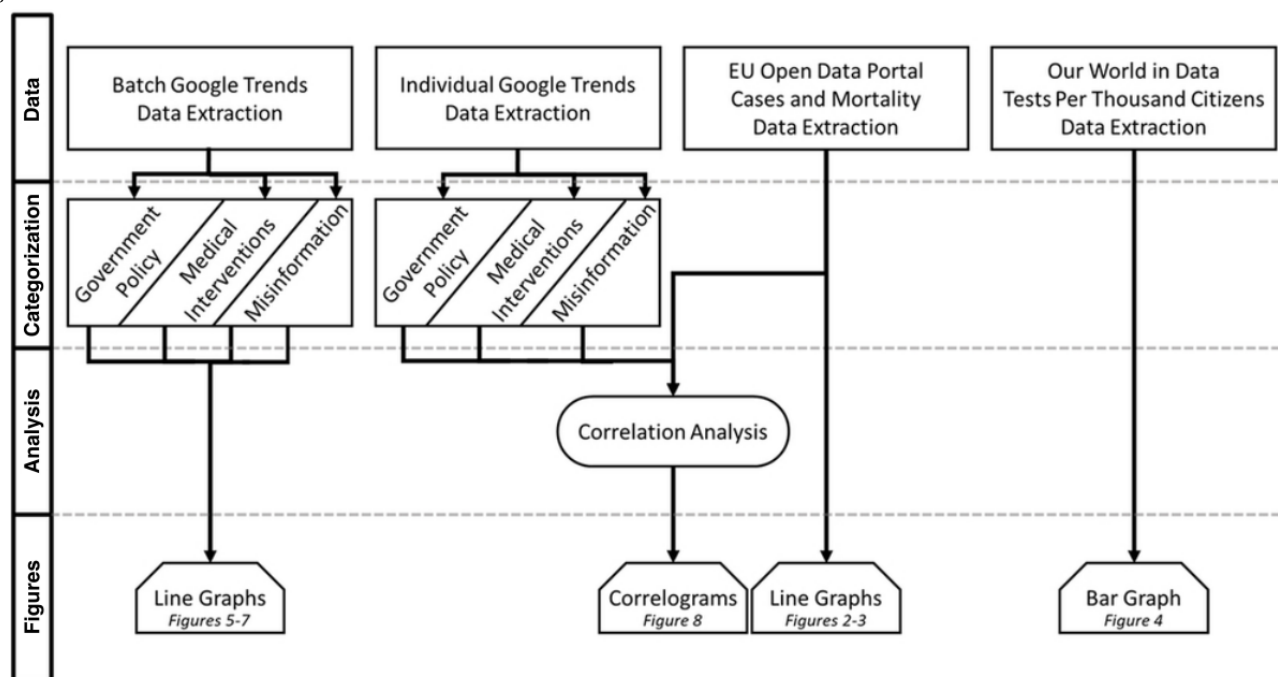 Data
Batch Google Trends
Data Extraction
Individual Google Trends
Data Extraction
EU Open Data Portal
Cases and Mortality
Data Extraction
Our World in Data
Tests Per Thousand Citizens
Data Extraction
Categorization
Government
Policy
Medical
Interventions
Misinformation
Government
Policy
Medical
Interventions
Misinformation
Analysis
Correlation Analysis
Figures
Line Graphs
Figures 5-7
Correlograms
Figure 8
Line Graphs
Figures 2-3
Bar Graph
Figure 4